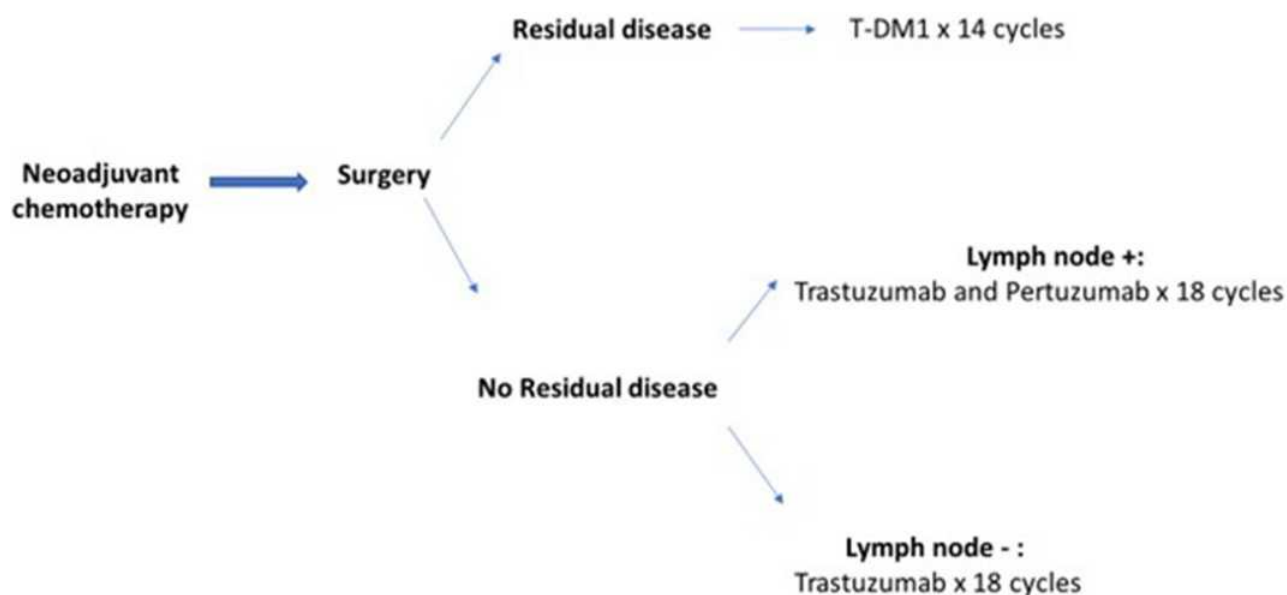 Residual disease
T-DM1 x 14 cycles
Neoadjuvant
chemotherapy
Surgery
Lymph node +:
Trastuzumab and Pertuzumab x 18 cycles
No Residual disease
Lymph node - :
Trastuzumab x 18 cycles